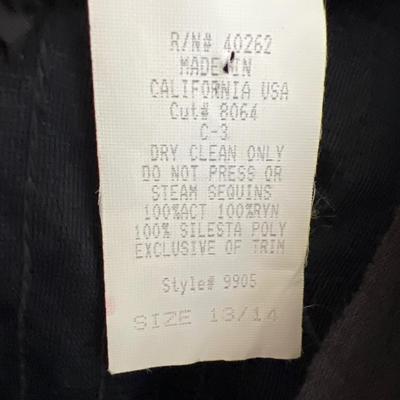 R/N# 40262
MADE IN
CALIFORNIA USA
Cut# 8064
C-3
DRY CLEAN ONLY
DO NOT PRESS OR
STEAM SEQUINS
100%ACT 100%RYN
100% SILESTA POLY
EXCLUSIVE OF TRIM
Style# 9905
SIZE 13/14